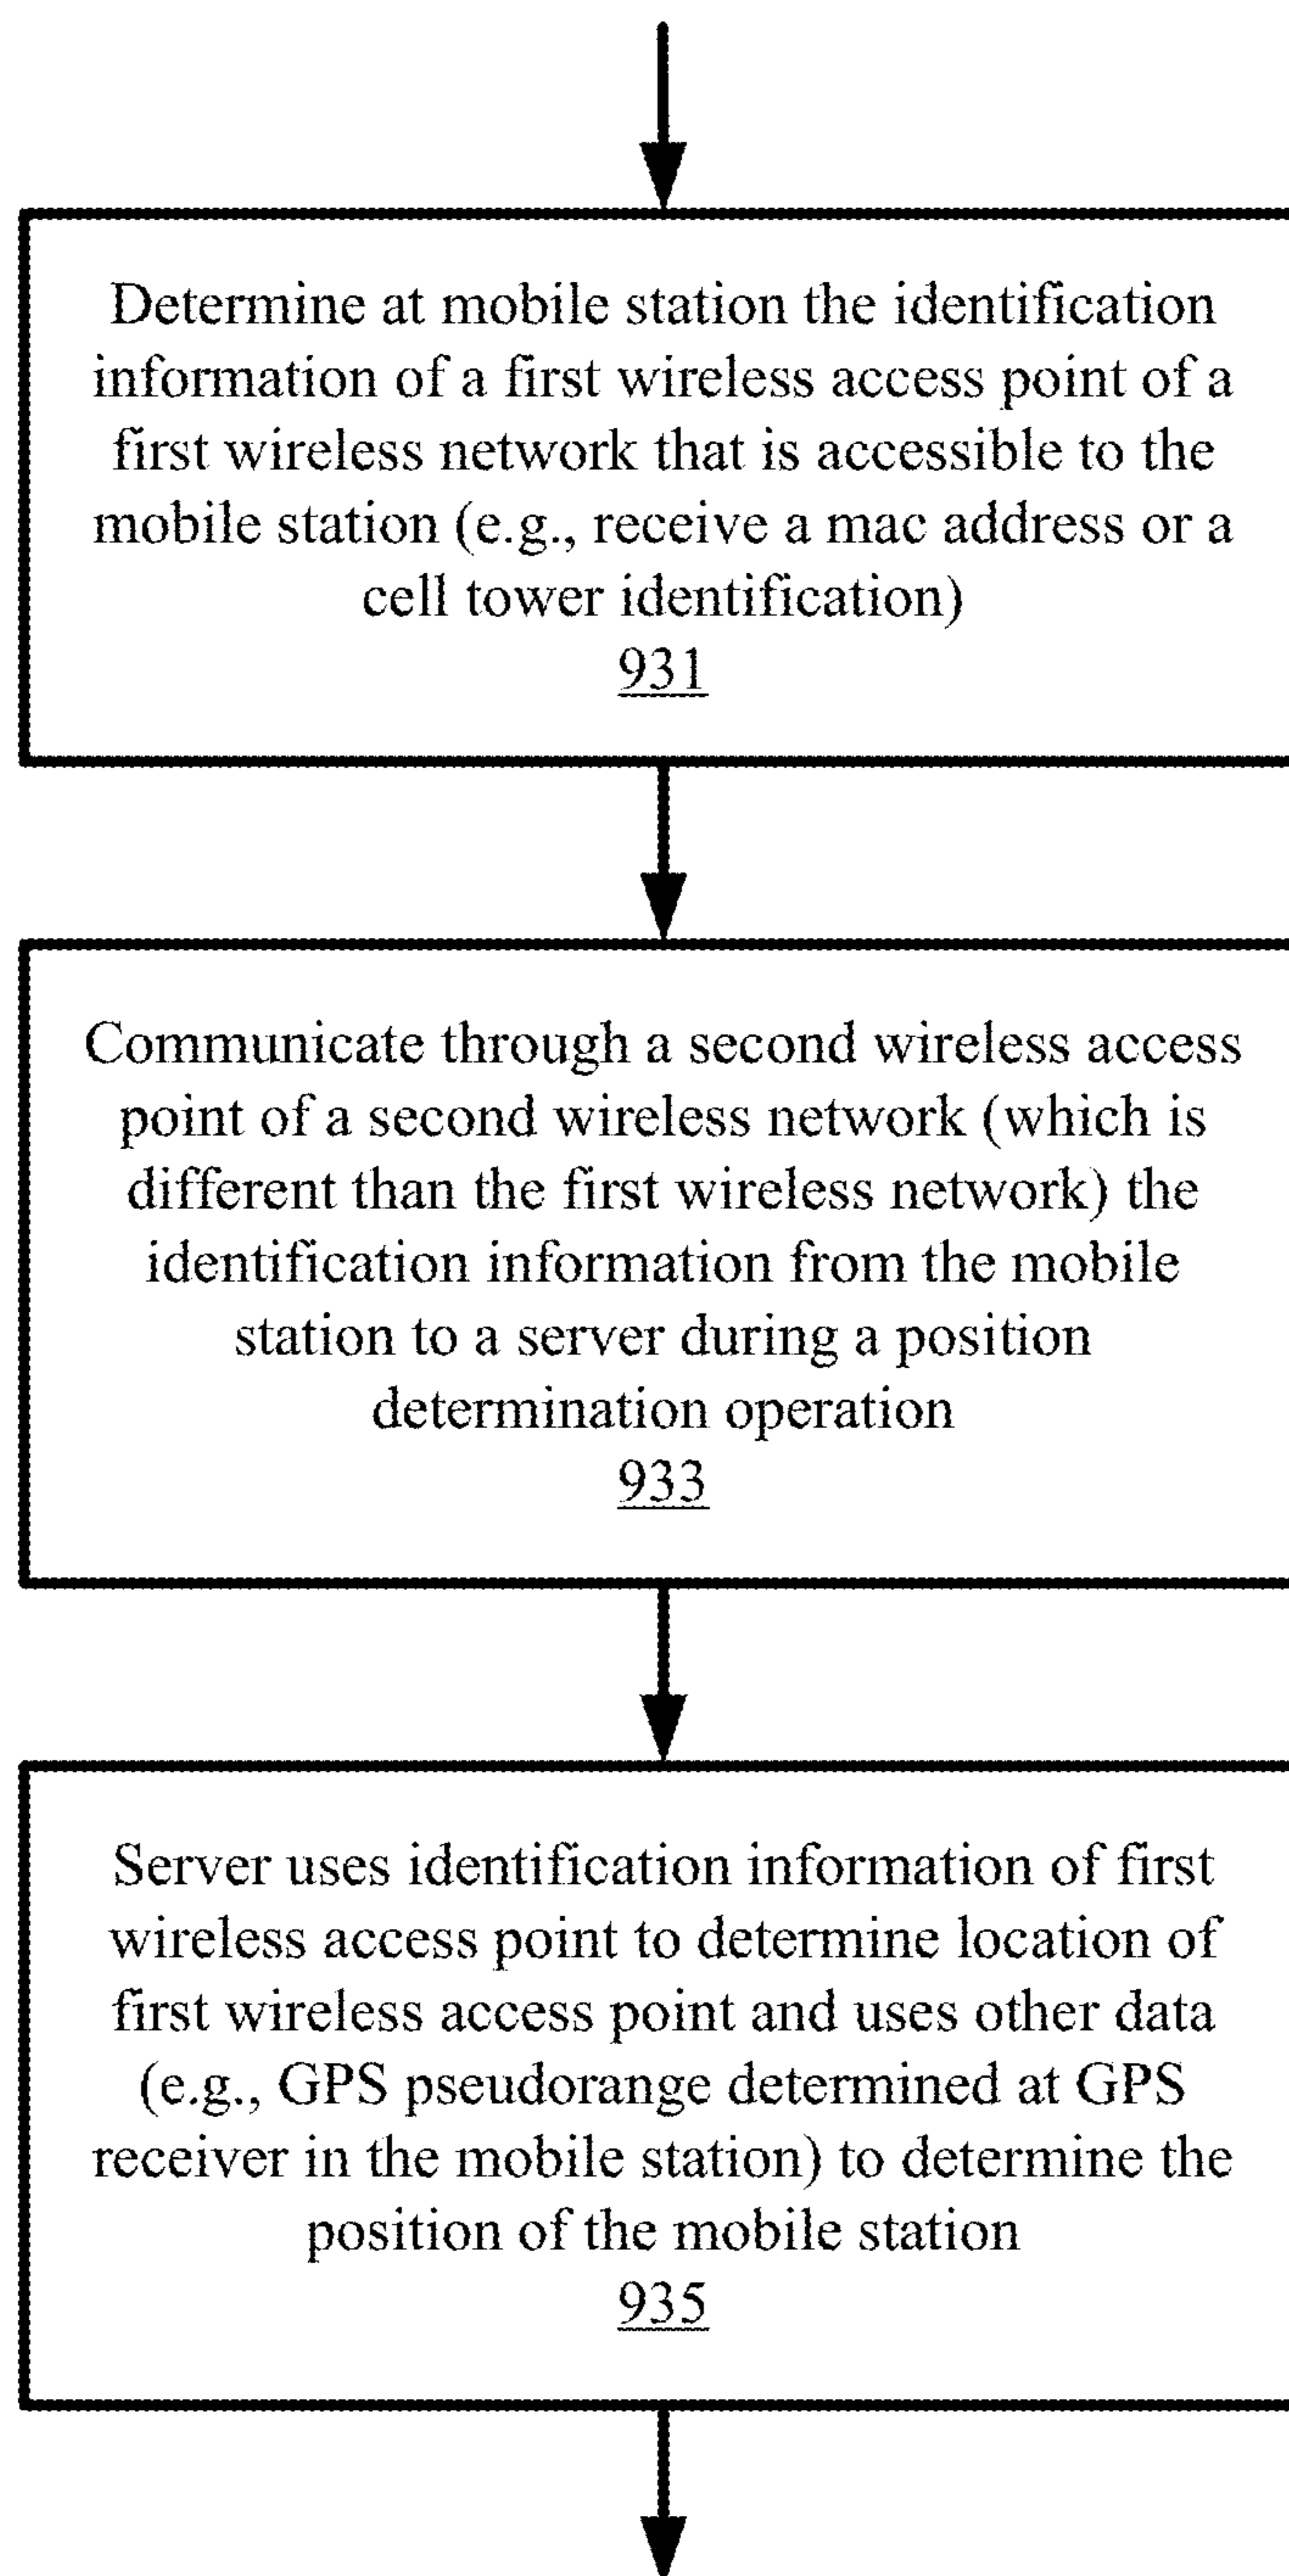 Determine at mobile station the identification
information of a first wireless access point of a
first wireless network that is accessible to the
mobile station (e.g., receive a mac address or a
cell tower identification)
931
Communicate through a second wireless access
point of a second wireless network (which is
different than the first wireless network) the
identification information from the mobile
station to a server during a position
determination operation
933
Server uses identification information of first
wireless access point to determine location of
first wireless access point and uses other data
(e.g., GPS pseudorange determined at GPS
receiver in the mobile station) to determine the
position of the mobile station
935